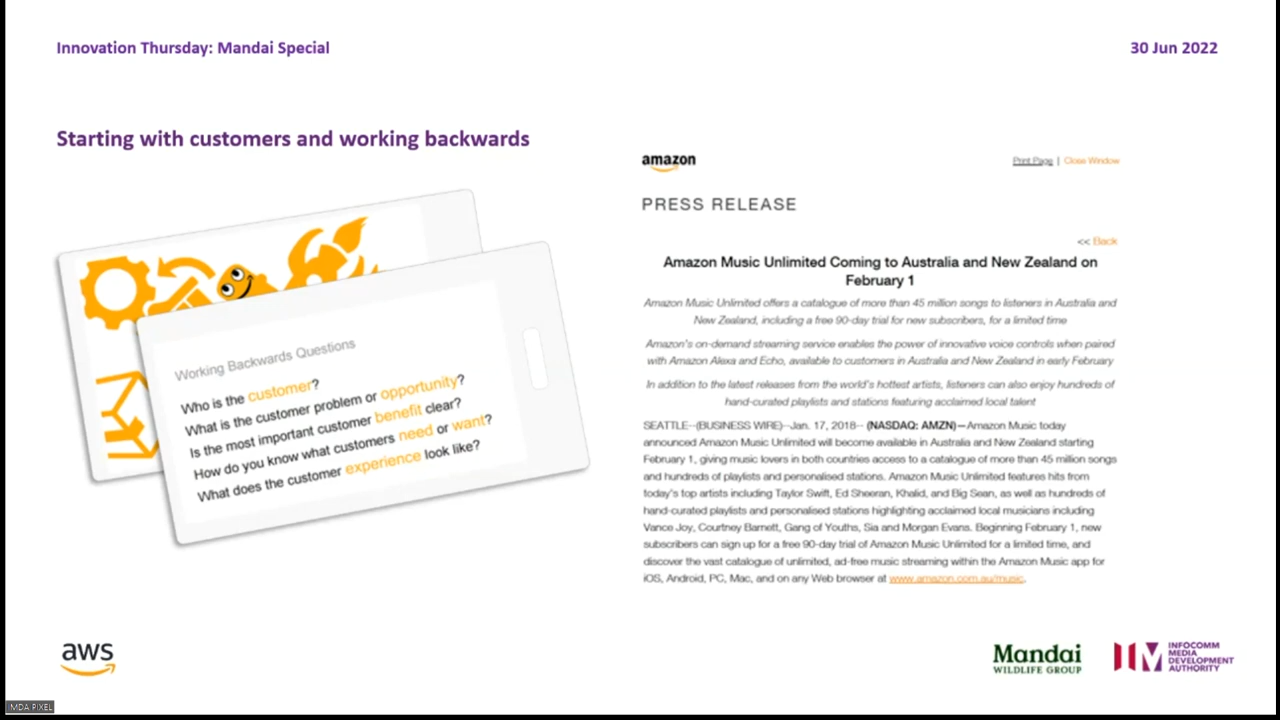 Innovation Thursday: Mandai Special
30 Jun 2022
Starting with customers and working backwards
Working Backwards Questions
Who is the customer?
What is the customer problem or opportunity?
Is the most important customer benefit clear?
How do you know what customers need or want?
What does the customer experience look like?
amazon
Print Page | Close Window
PRESS RELEASE
<< Back
Amazon Music Unlimited Coming to Australia and New Zealand on
February 1
Amazon Music Unlimited offers a catalogue of more than 45 million songs to listeners in Australia and
New Zealand, including a free 90-day trial for new subscribers, for a limited time
Amazon's on-demand streaming service enables the power of innovative voice controls when paired
with Amazon Alexa and Echo, available to customers in Australia and New Zealand in early February
In addition to the latest releases from the world's hottest artists, listeners can also enjoy hundreds of
hand-curated playlists and stations featuring acclaimed local talent
SEATTLE--(BUSINESS WIRE)--Jan. 17, 2018-- (NASDAQ: AMZN)—Amazon Music today
announced Amazon Music Unlimited will become available in Australia and New Zealand starting
February 1, giving music lovers in both countries access to a catalogue of more than 45 million songs
and hundreds of playlists and personalised stations. Amazon Music Unlimited features hits from
today's top artists including Taylor Swift, Ed Sheeran, Khalid, and Big Sean, as well as hundreds of
hand-curated playlists and personalised stations highlighting acclaimed local musicians including
Vance Joy, Courtney Barnett, Gang of Youths, Sia and Morgan Evans. Beginning February 1, new
subscribers can sign up for a free 90-day trial of Amazon Music Unlimited for a limited time, and
discover the vast catalogue of unlimited, ad-free music streaming within the Amazon Music app for
iOS, Android, PC, Mac, and on any Web browser at www.amazon.com.au/music.
aws
Mandai
WILDLIFE GROUP
INFOCOMM
MEDIA
DEVELOPMENT
AUTHORITY
IMDA PIXEL